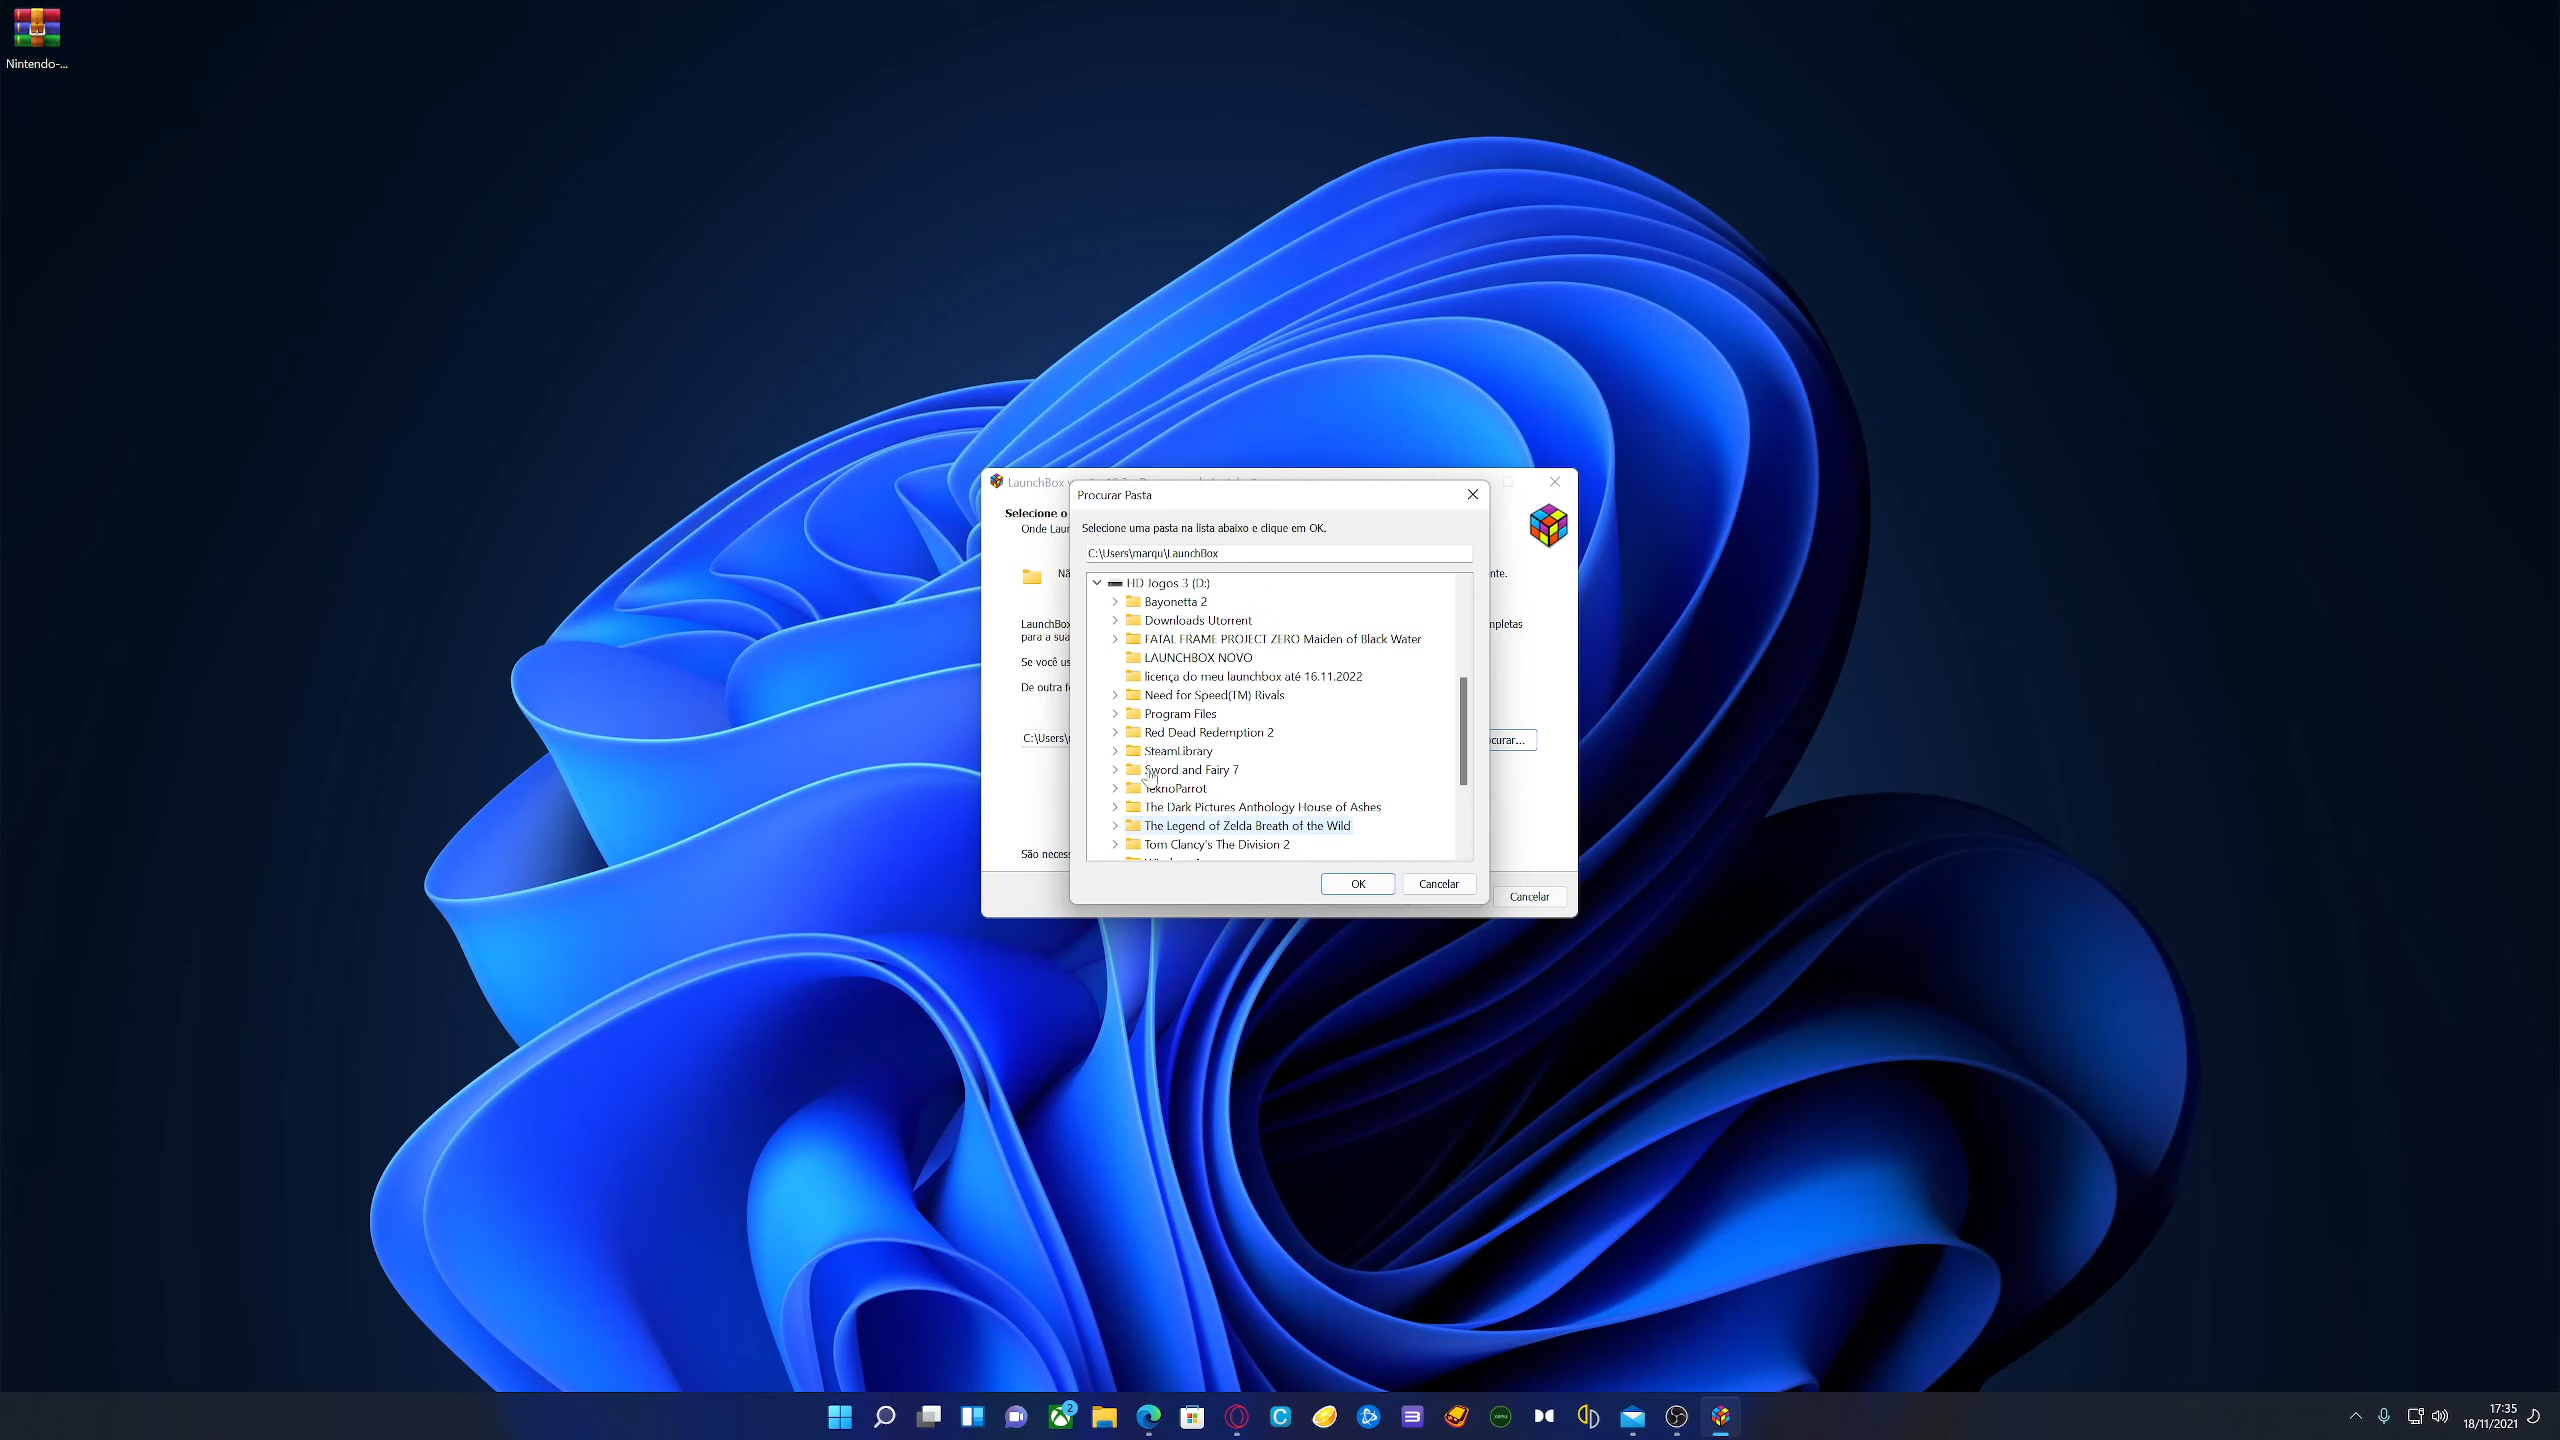 Nintendo-...
LaunchBox
Procurar Pasta
Selecione o
Onde Laun
Selecione uma pasta na lista abaixo e clique em OK.
C:\Users\marqu\LaunchBox
Nã
nte.
HD Jogos 3 (D:)
Bayonetta 2
Downloads Utorrent
LaunchBox
mpletas
para a sua
FATAL FRAME PROJECT ZERO Maiden of Black Water
LAUNCHBOX NOVO
Se você us
licença do meu launchbox até 16.11.2022
De outra f
Need for Speed(TM) Rivals
Program Files
Red Dead Redemption 2
C:\Users\
ocurar...
SteamLibrary
Sword and Fairy 7
TeknoParrot
The Dark Pictures Anthology House of Ashes
The Legend of Zelda Breath of the Wild
Tom Clancy's The Division 2
São necess
OK
Cancelar
Cancelar
2
17:35
18/11/2021